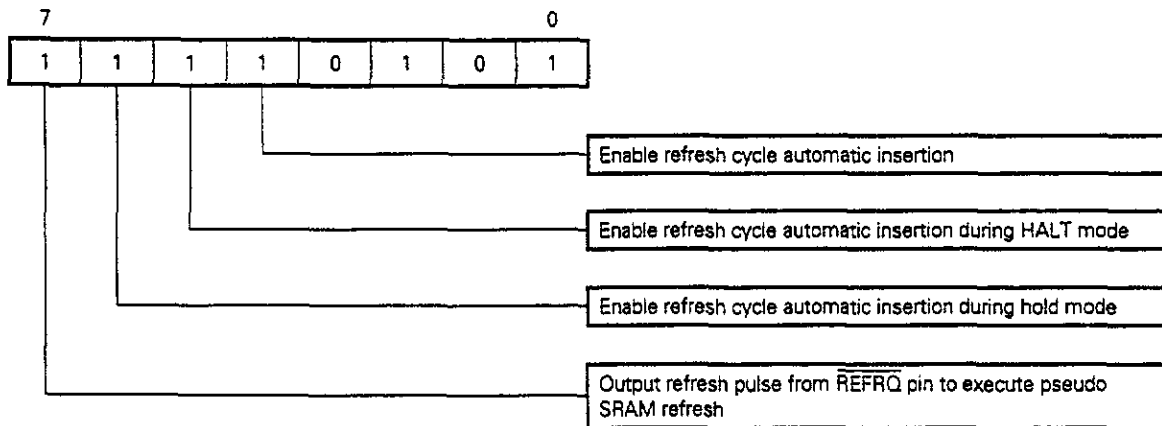 7 0
1 1 1 1 0 1 0 1
Enable refresh cycle automatic insertion
Enable refresh cycle automatic insertion during HALT mode
Enable refresh cycle automatic insertion during hold mode
Output refresh pulse from R̅E̅F̅R̅Q̅ pin to execute pseudo
SRAM refresh